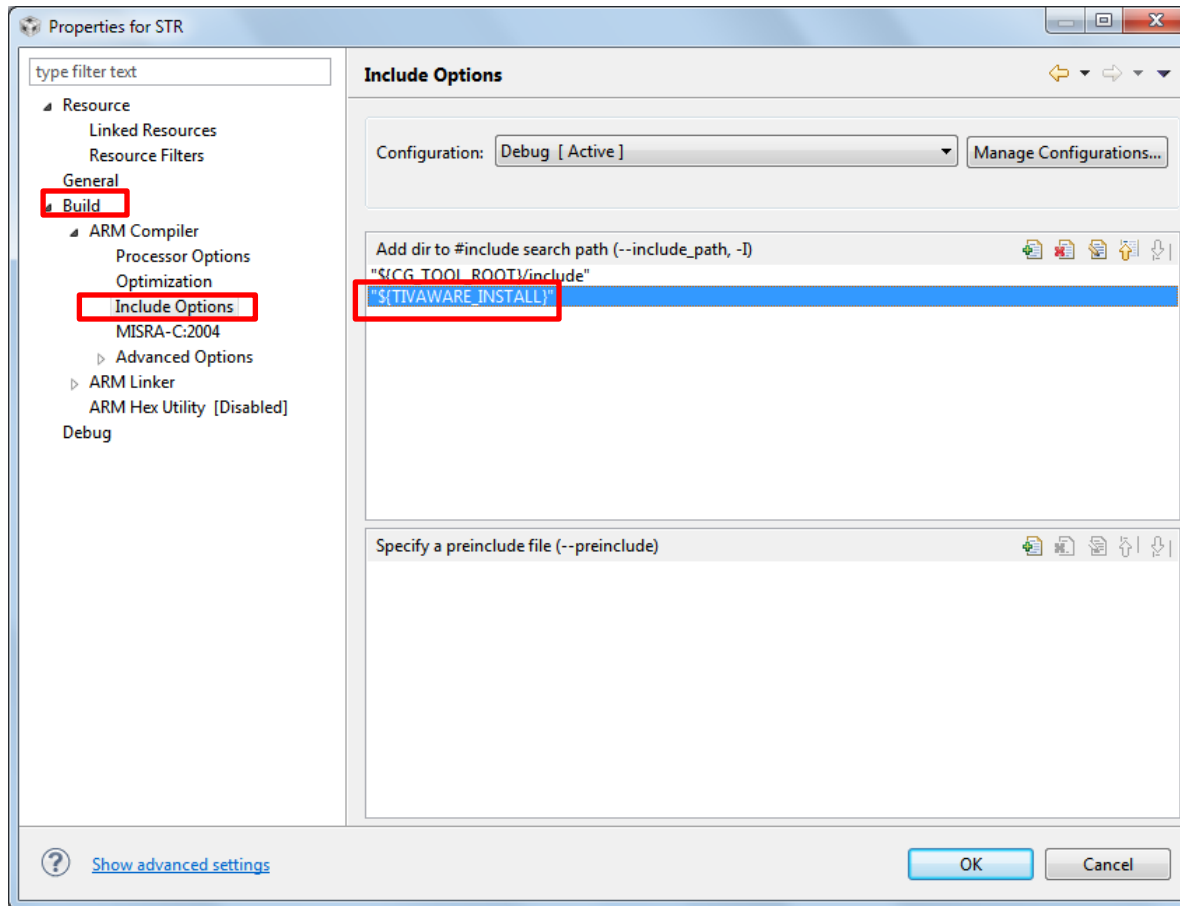 Properties for STR
type filter text
Include Options
Resource
Linked Resources
Resource Filters
General
Build
ARM Compiler
Processor Options
Optimization
Include Options
MISRA-C:2004
Advanced Options
ARM Linker
ARM Hex Utility [Disabled]
Debug
Configuration:
Debug [ Active ]
Manage Configurations...
Add dir to #include search path (--include_path, -I)
"${CG_TOOL_ROOT}/include"
"${TIVAWARE_INSTALL}"
Specify a preinclude file (--preinclude)
Show advanced settings
OK
Cancel